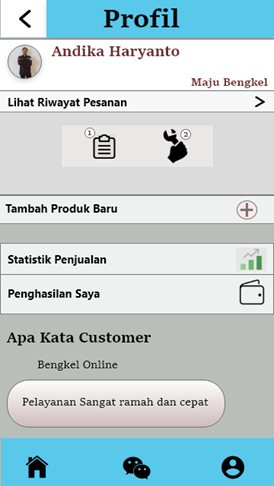 Profil
Andika Haryanto
Maju Bengkel
Lihat Riwayat Pesanan
1
2
Tambah Produk Baru
Statistik Penjualan
Penghasilan Saya
Apa Kata Customer
Bengkel Online
Pelayanan Sangat ramah dan cepat